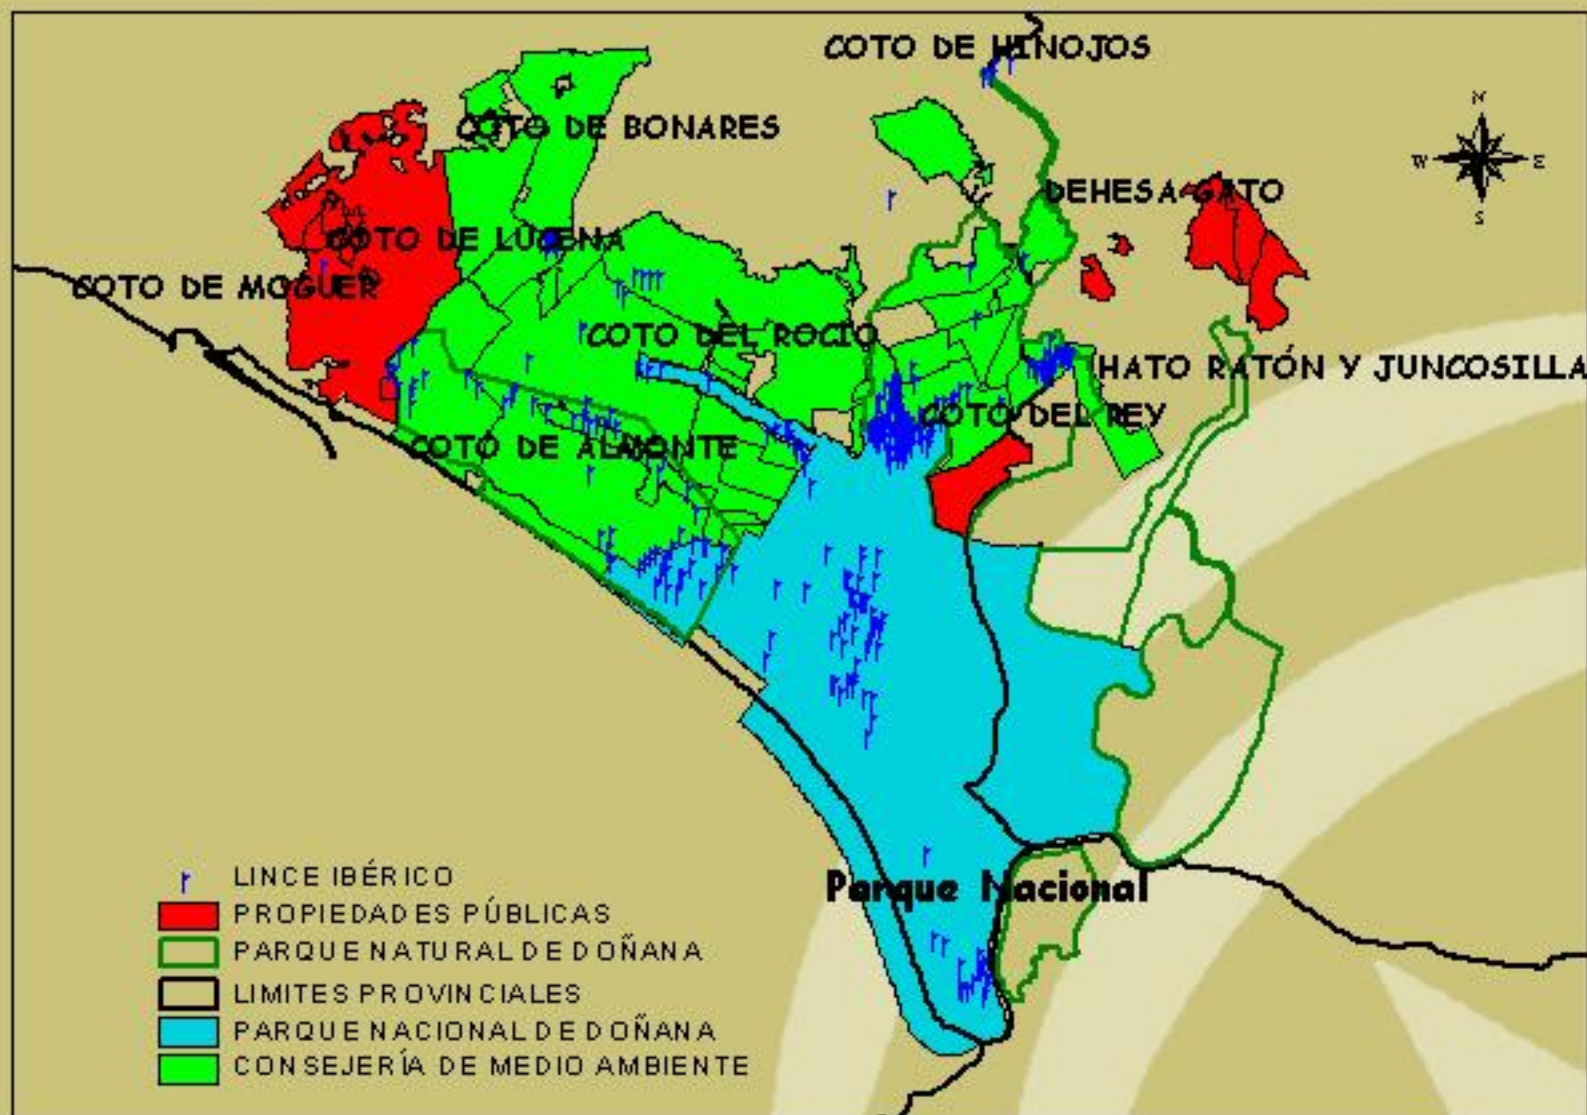 COTO DE HINOJOS
N
COTO DE BONARES
W E
DEHESA GATO
S
COTO DE LUCENA
COTO DE MOGUER
COTO DEL ROCIO
HATO RATÓN Y JUNCOSILLA
COTO DEL REY
COTO DE ALMONTE
Parque Nacional
LINCE IBÉRICO
PROPIEDADES PÚBLICAS
PARQUE NATURAL DE DOÑANA
LIMITES PROVINCIALES
PARQUE NACIONAL DE DOÑANA
CONSEJERÍA DE MEDIO AMBIENTE